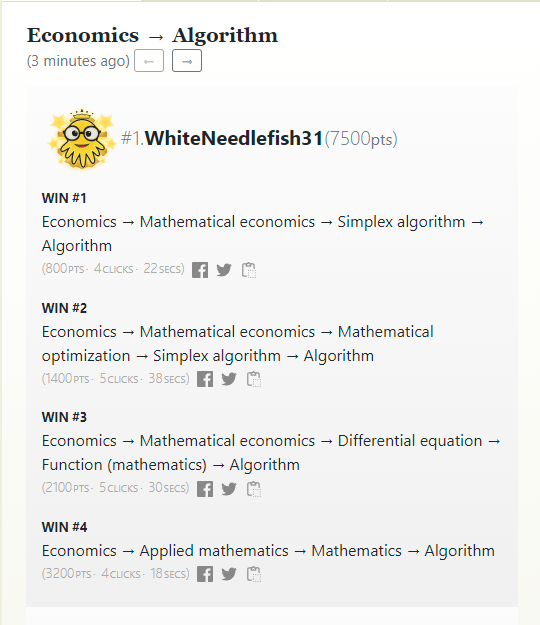 Economics → Algorithm
(3 minutes ago) ← →
#1.WhiteNeedlefish31(7500pts)
WIN #1
Economics → Mathematical economics → Simplex algorithm →
Algorithm
(800PTS · 4CLICKS · 22SECS)
WIN #2
Economics → Mathematical economics → Mathematical
optimization → Simplex algorithm → Algorithm
(1400PTS · 5CLICKS · 38SECS)
WIN #3
Economics → Mathematical economics → Differential equation →
Function (mathematics) → Algorithm
(2100PTS · 5CLICKS · 30SECS)
WIN #4
Economics → Applied mathematics → Mathematics → Algorithm
(3200PTS · 4CLICKS · 18SECS)